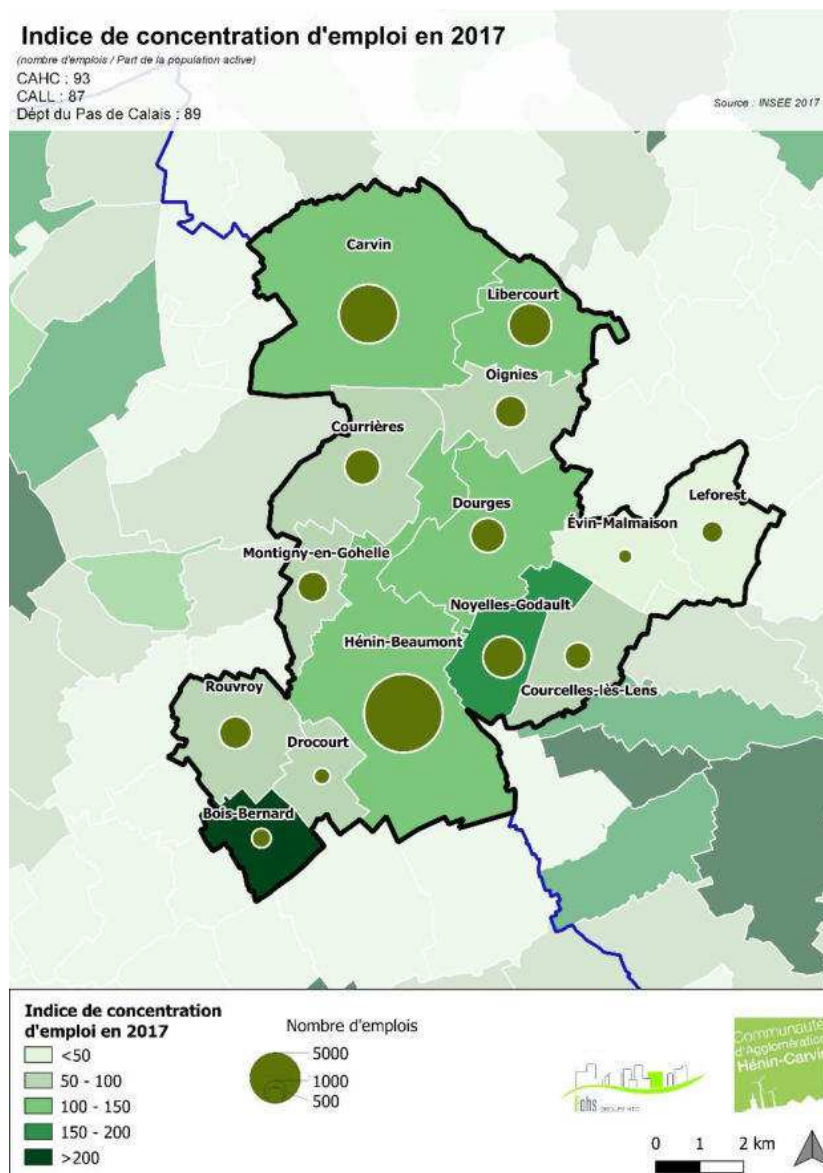 Indice de concentration d'emploi en 2017
(nombre d'emplois / Part de la population active)
CAHC : 93
CALL : 87
Dépt du Pas de Calais : 89
Source : INSEE 2017
Carvin
Libercourt
Oignies
Courrières
Leforest
Dourges
Évin-Malmaison
Montigny-en-Gohelle
Noyelles-Godault
Hénin-Beaumont
Rouvroy
Courcelles-lès-Lens
Drocourt
Bois-Bernard
Indice de concentration
d'emploi en 2017
<50
50 - 100
100 - 150
150 - 200
>200
Nombre d'emplois
5000
1000
500
Communauté
d'Agglomération
Hénin-Carvin
0 1 2 km